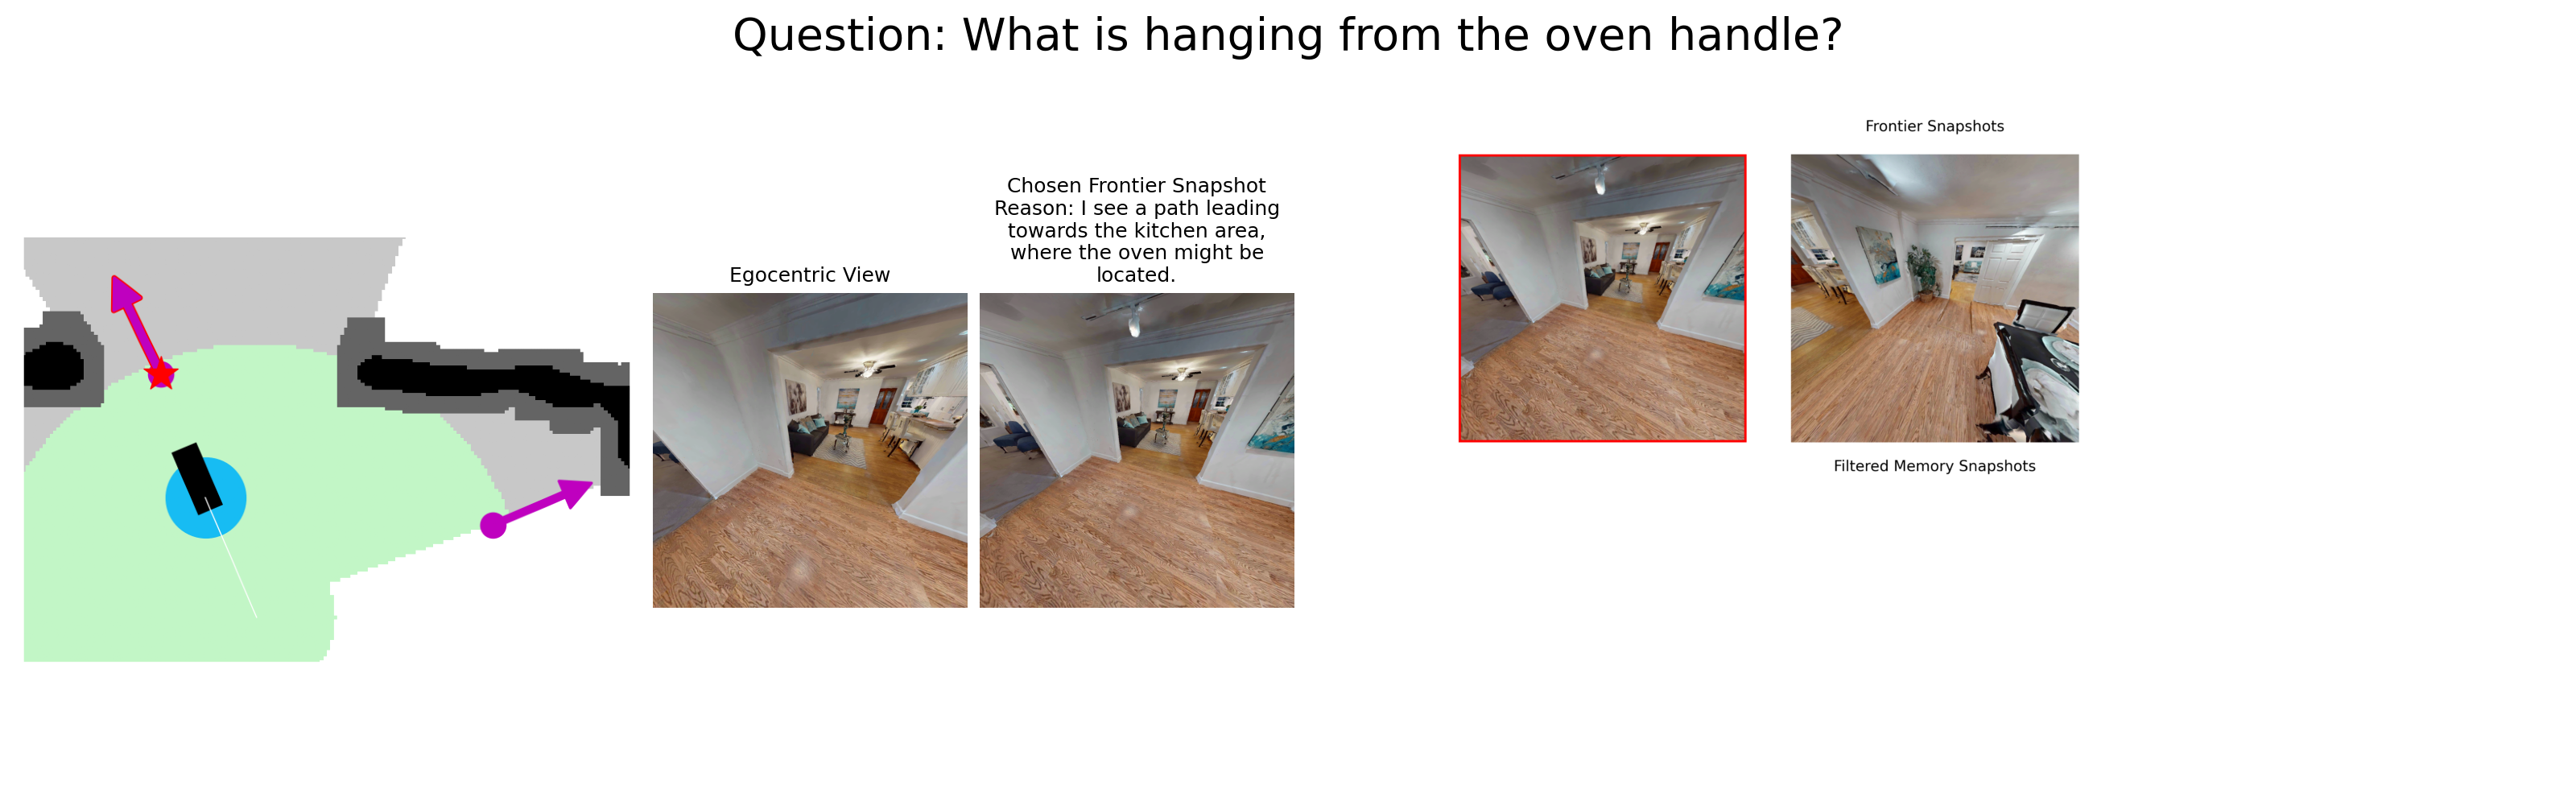 Question: What is hanging from the oven handle?
Frontier Snapshots
Chosen Frontier Snapshot
Reason: I see a path leading
towards the kitchen area,
where the oven might be
located.
Egocentric View
Filtered Memory Snapshots